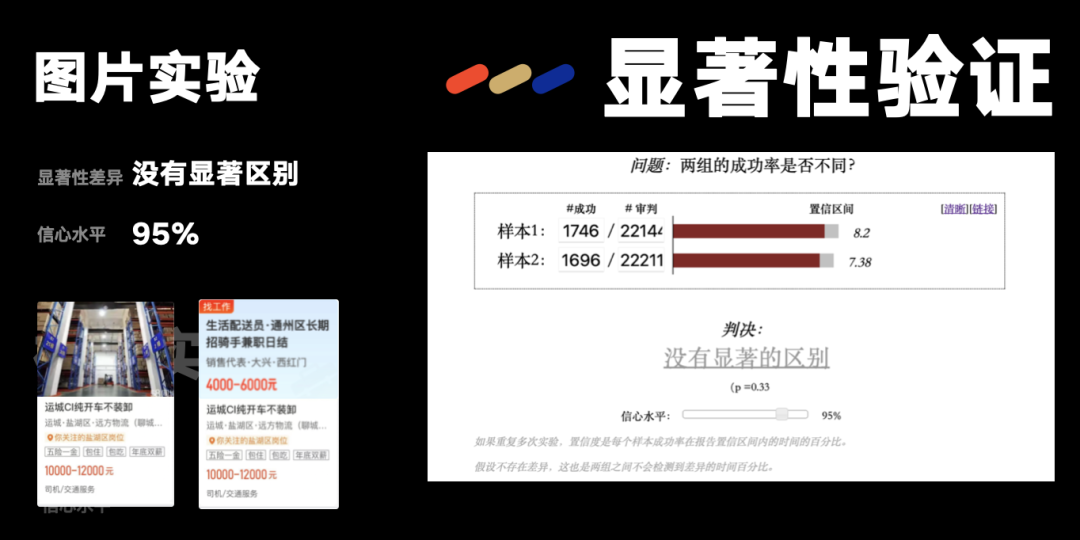 图片实验
显著性验证
显著性差异 没有显著区别
信心水平 95%
找工作
生活配送员·通州区长期
招骑手兼职日结
销售代表·大兴·西红门
4000-6000元
运城CI纯开车不装卸
运城·盐湖区·远方物流（聊城...
你关注的盐湖区岗位
五险一金 包住 包吃 年底双薪
10000-12000元
司机/交通服务
运城CI纯开车不装卸
运城·盐湖区·远方物流（聊城...
你关注的盐湖区岗位
五险一金 包住 包吃 年底双薪
10000-12000元
司机/交通服务
信心水平
问题：两组的成功率是否不同?
#成功 # 审判 置信区间 [清晰][链接]
样本1： 1746 / 22144 8.2
样本2： 1696 / 22211 7.38
判决：
没有显著的区别
（p =0.33
信心水平： 95%
如果重复多次实验，置信度是每个样本成功率在报告置信区间内的时间的百分比。
假设不存在差异，这也是两组之间不会检测到差异的时间百分比。